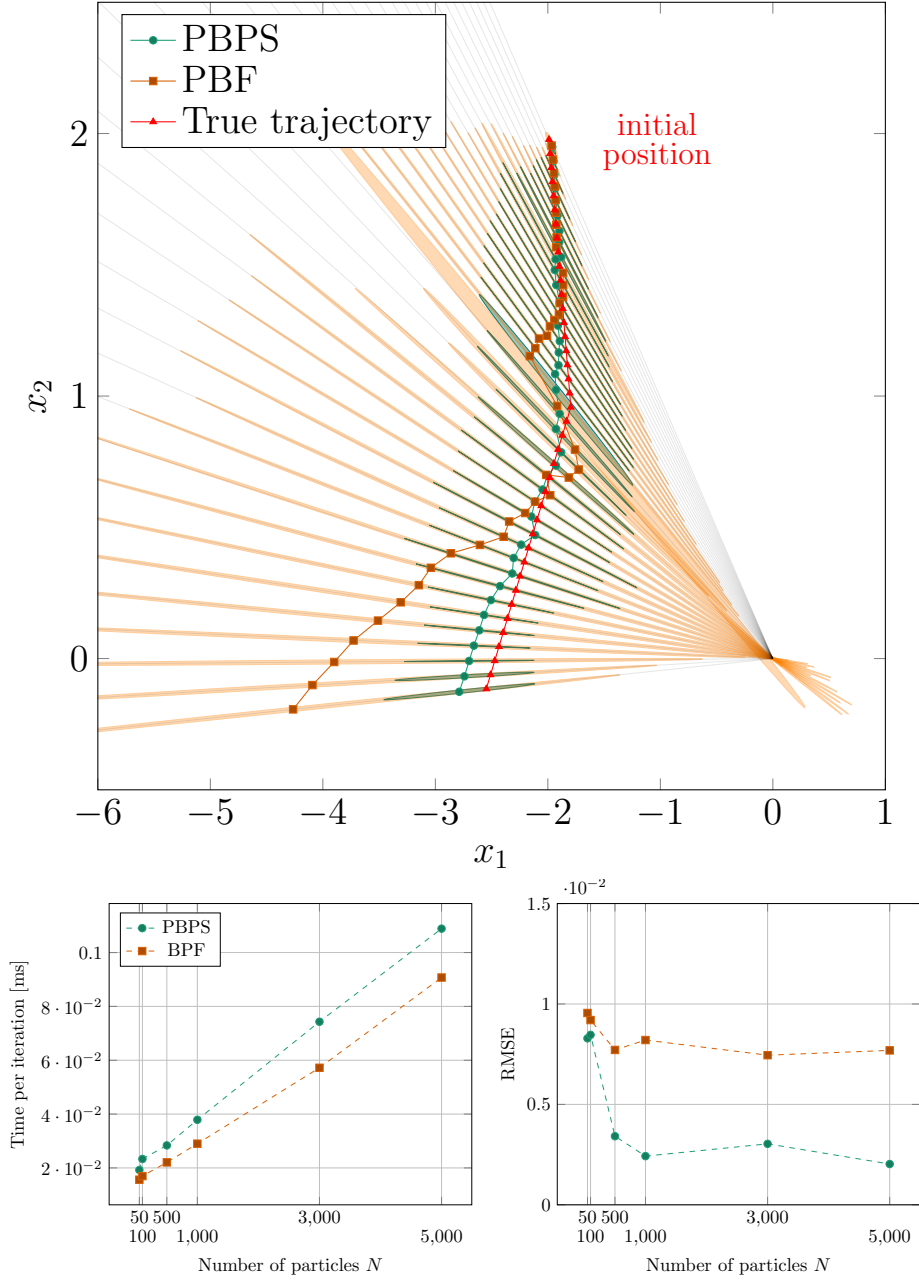 PBPS
PBF
True trajectory
initial
position
2
1
0
x₂
−6 −5 −4 −3 −2 −1 0 1
x₁
·10⁻²
PBPS
BPF
0.1
8 · 10⁻²
6 · 10⁻²
4 · 10⁻²
2 · 10⁻²
Time per iteration [ms]
50 500 3,000
100 1,000 5,000
Number of particles N
1.5
1
0.5
0
RMSE
50 500 3,000
100 1,000 5,000
Number of particles N